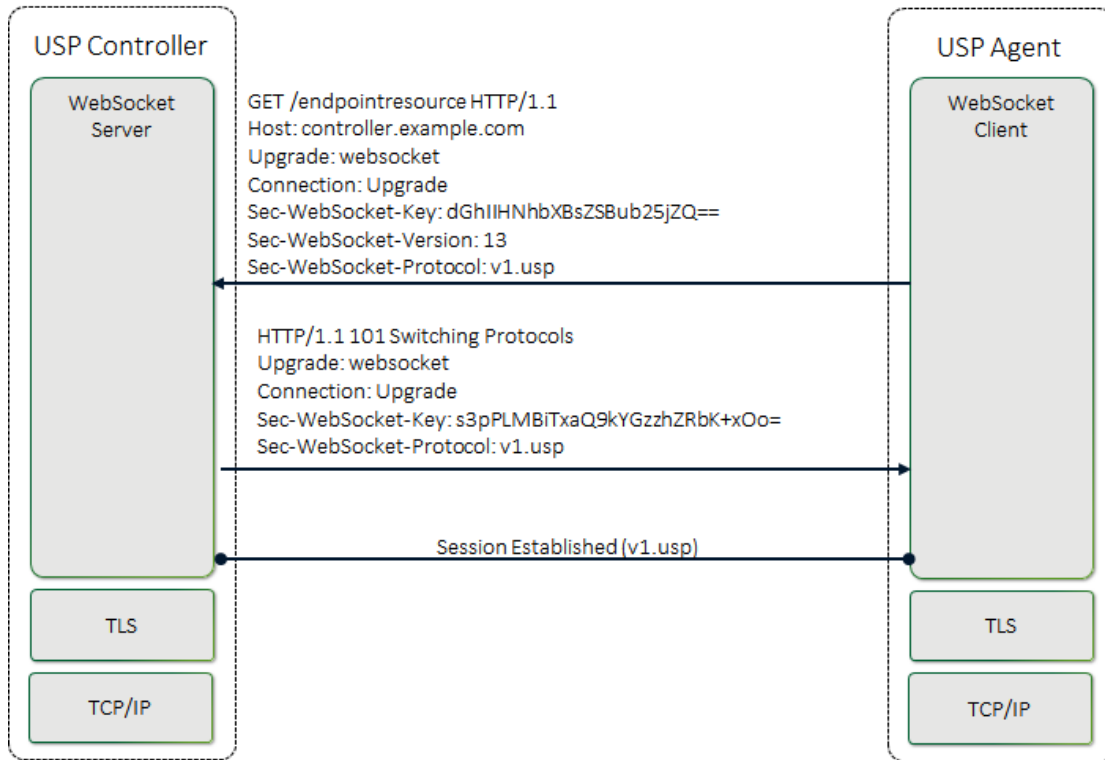 USP Controller
WebSocket
Server
TLS
TCP/IP
GET /endpointresource HTTP/1.1
Host: controller.example.com
Upgrade: websocket
Connection: Upgrade
Sec-WebSocket-Key: dGhIIHNhbXBsZSBub25jZQ==
Sec-WebSocket-Version: 13
Sec-WebSocket-Protocol: v1.usp
HTTP/1.1 101 Switching Protocols
Upgrade: websocket
Connection: Upgrade
Sec-WebSocket-Key: s3pPLMBiTxaQ9kYGzzhZRbK+xOo=
Sec-WebSocket-Protocol: v1.usp
Session Established (v1.usp)
USP Agent
WebSocket
Client
TLS
TCP/IP